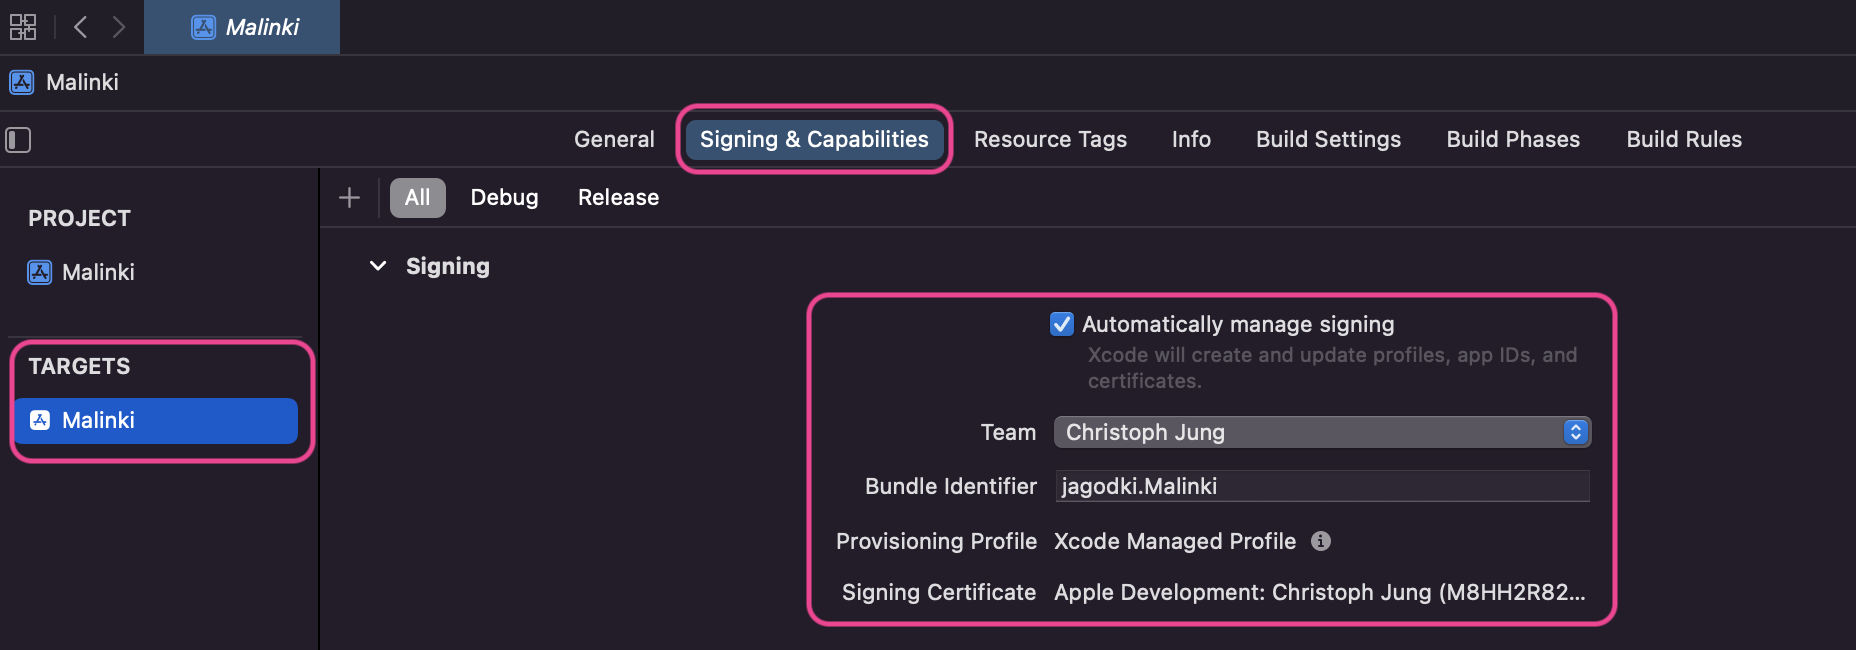 Malinki
Malinki
General Signing & Capabilities Resource Tags Info Build Settings Build Phases Build Rules
PROJECT
Malinki
TARGETS
Malinki
All Debug Release
Signing
Automatically manage signing
Xcode will create and update profiles, app IDs, and
certificates.
Team Christoph Jung
Bundle Identifier jagodki.Malinki
Provisioning Profile Xcode Managed Profile
Signing Certificate Apple Development: Christoph Jung (M8HH2R82...